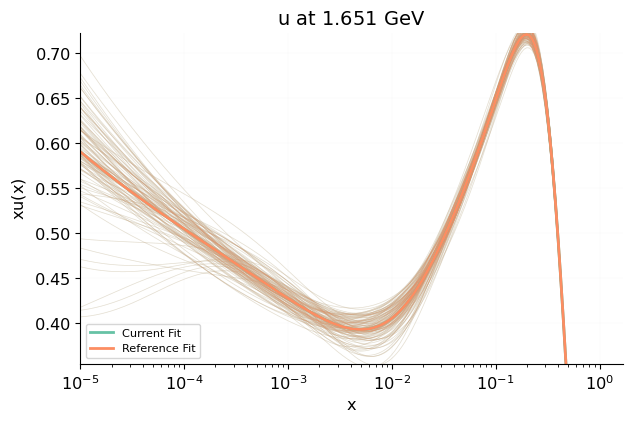 u at 1.651 GeV
xu(x)
0.70
0.65
0.60
0.55
0.50
0.45
0.40
Current Fit
Reference Fit
10⁻⁵ 10⁻⁴ 10⁻³ 10⁻² 10⁻¹ 10⁰
x